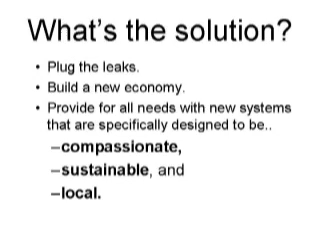 What's the solution?
• Plug the leaks.
• Build a new economy.
• Provide for all needs with new systems
that are specifically designed to be..
–compassionate,
–sustainable, and
–local.